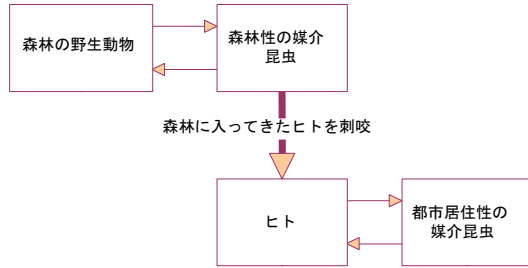 森林の野生動物
森林性の媒介
昆虫
森林に入ってきたヒトを刺咬
ヒト
都市居住性の
媒介昆虫